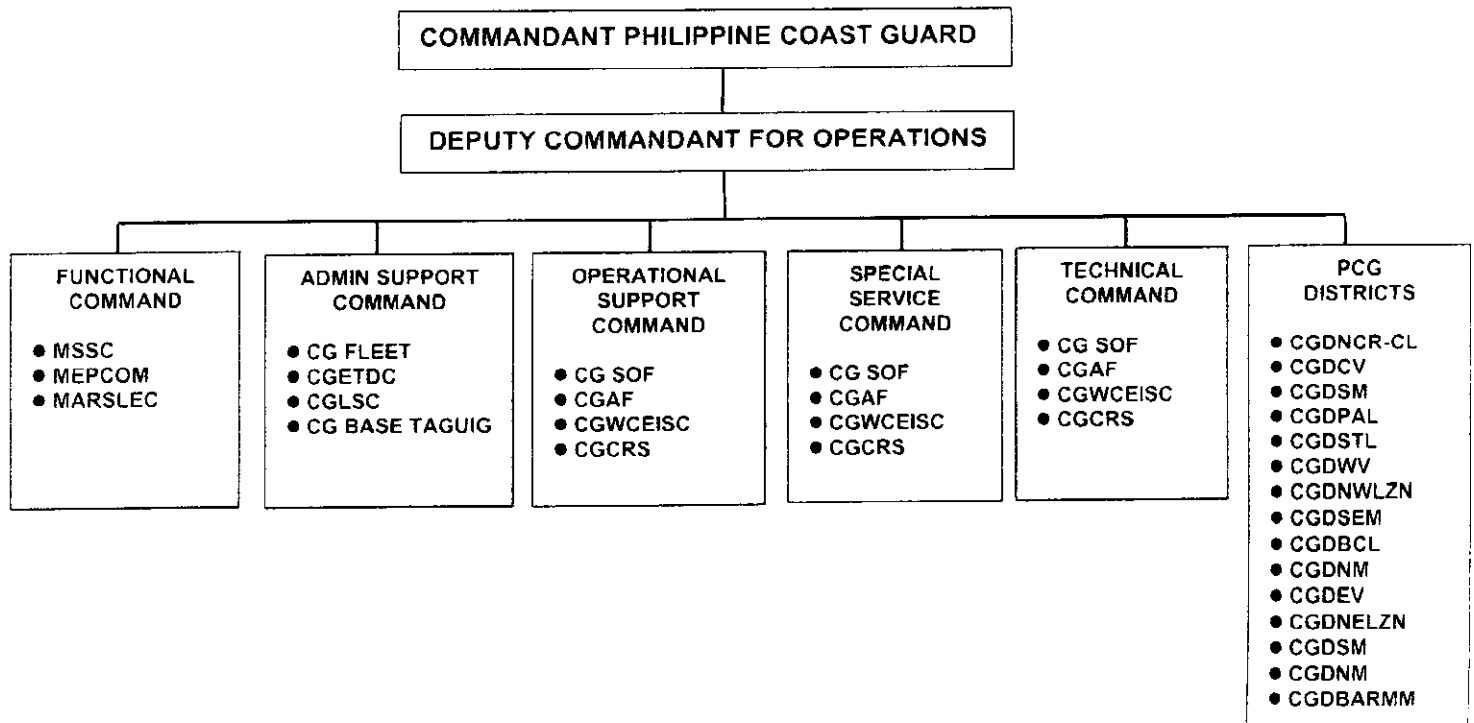 COMMANDANT PHILIPPINE COAST GUARD
DEPUTY COMMANDANT FOR OPERATIONS
FUNCTIONAL
COMMAND
● MSSC
● MEPCOM
● MARSLEC
ADMIN SUPPORT
COMMAND
● CG FLEET
● CGETDC
● CGLSC
● CG BASE TAGUIG
OPERATIONAL
SUPPORT
COMMAND
● CG SOF
● CGAF
● CGWCEISC
● CGCRS
SPECIAL
SERVICE
COMMAND
● CG SOF
● CGAF
● CGWCEISC
● CGCRS
TECHNICAL
COMMAND
● CG SOF
● CGAF
● CGWCEISC
● CGCRS
PCG
DISTRICTS
● CGDNCR-CL
● CGDCV
● CGDSM
● CGDPAL
● CGDSTL
● CGDWV
● CGDNWLZN
● CGDSEM
● CGDBCL
● CGDNM
● CGDEV
● CGDNELZN
● CGDSM
● CGDNM
● CGDBARMM